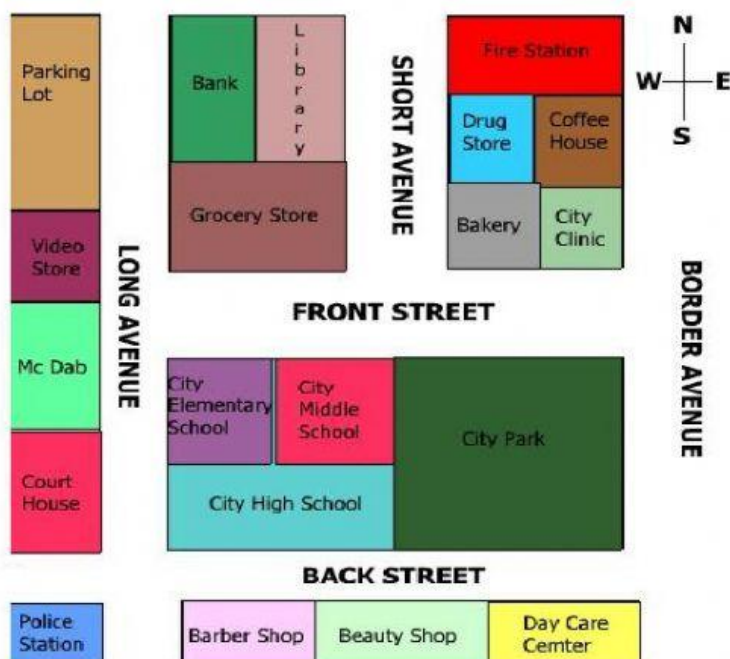 Parking
Lot
Bank
Library
SHORT AVENUE
Fire Station
N
W
E
S
Drug
Store
Coffee
House
Grocery Store
Bakery
City
Clinic
Video
Store
LONG AVENUE
FRONT STREET
BORDER AVENUE
Mc Dab
City
Elementary
School
City
Middle
School
City Park
Court
House
City High School
BACK STREET
Police
Station
Barber Shop
Beauty Shop
Day Care
Cemter